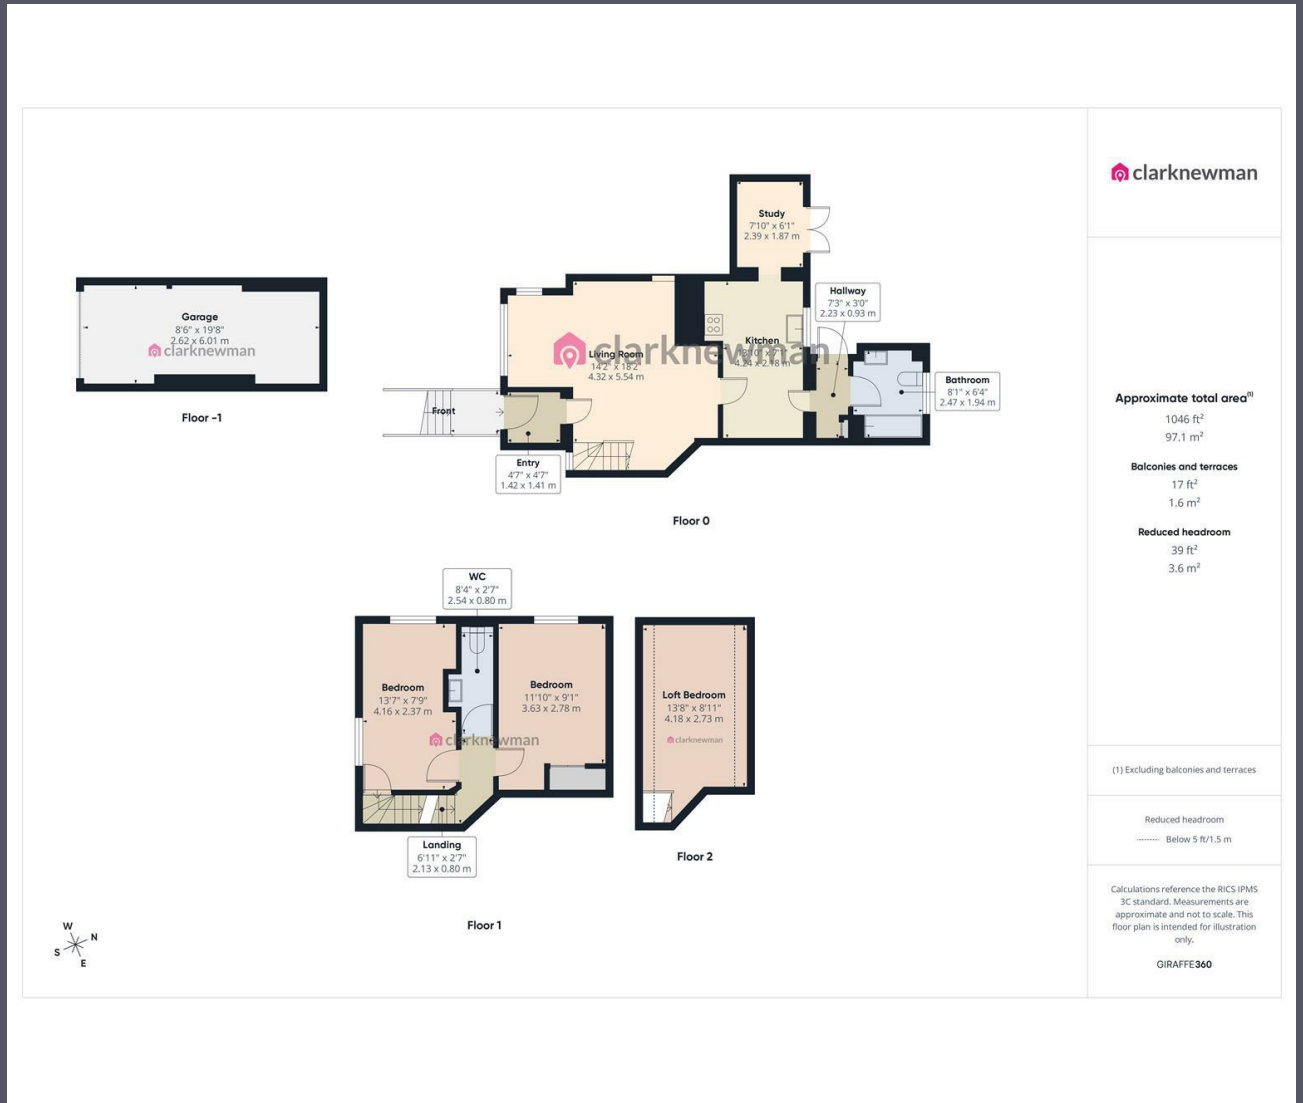 clarknewman
Study
7'10" x 6'1"
2.39 x 1.87 m
Hallway
7'3" x 3'0"
2.23 x 0.93 m
Garage
8'6" x 19'8"
2.62 x 6.01 m
clarknewman
Floor -1
Kitchen
13'10" x 7'1"
4.24 x 2.18 m
clarknewman
Living Room
14'2" x 18'2"
4.32 x 5.54 m
Bathroom
8'1" x 6'4"
2.47 x 1.94 m
Front
Entry
4'7" x 4'7"
1.42 x 1.41 m
Floor 0
WC
8'4" x 2'7"
2.54 x 0.80 m
Bedroom
13'7" x 7'9"
4.16 x 2.37 m
Bedroom
11'10" x 9'1"
3.63 x 2.78 m
clarknewman
Landing
6'11" x 2'7"
2.13 x 0.80 m
Floor 1
Loft Bedroom
13'8" x 8'11"
4.18 x 2.73 m
clarknewman
Floor 2
W
N
S
E
Approximate total area(1)
1046 ft²
97.1 m²
Balconies and terraces
17 ft²
1.6 m²
Reduced headroom
39 ft²
3.6 m²
(1) Excluding balconies and terraces
Reduced headroom
Below 5 ft/1.5 m
Calculations reference the RICS IPMS
3C standard. Measurements are
approximate and not to scale. This
floor plan is intended for illustration
only.
GIRAFFE360